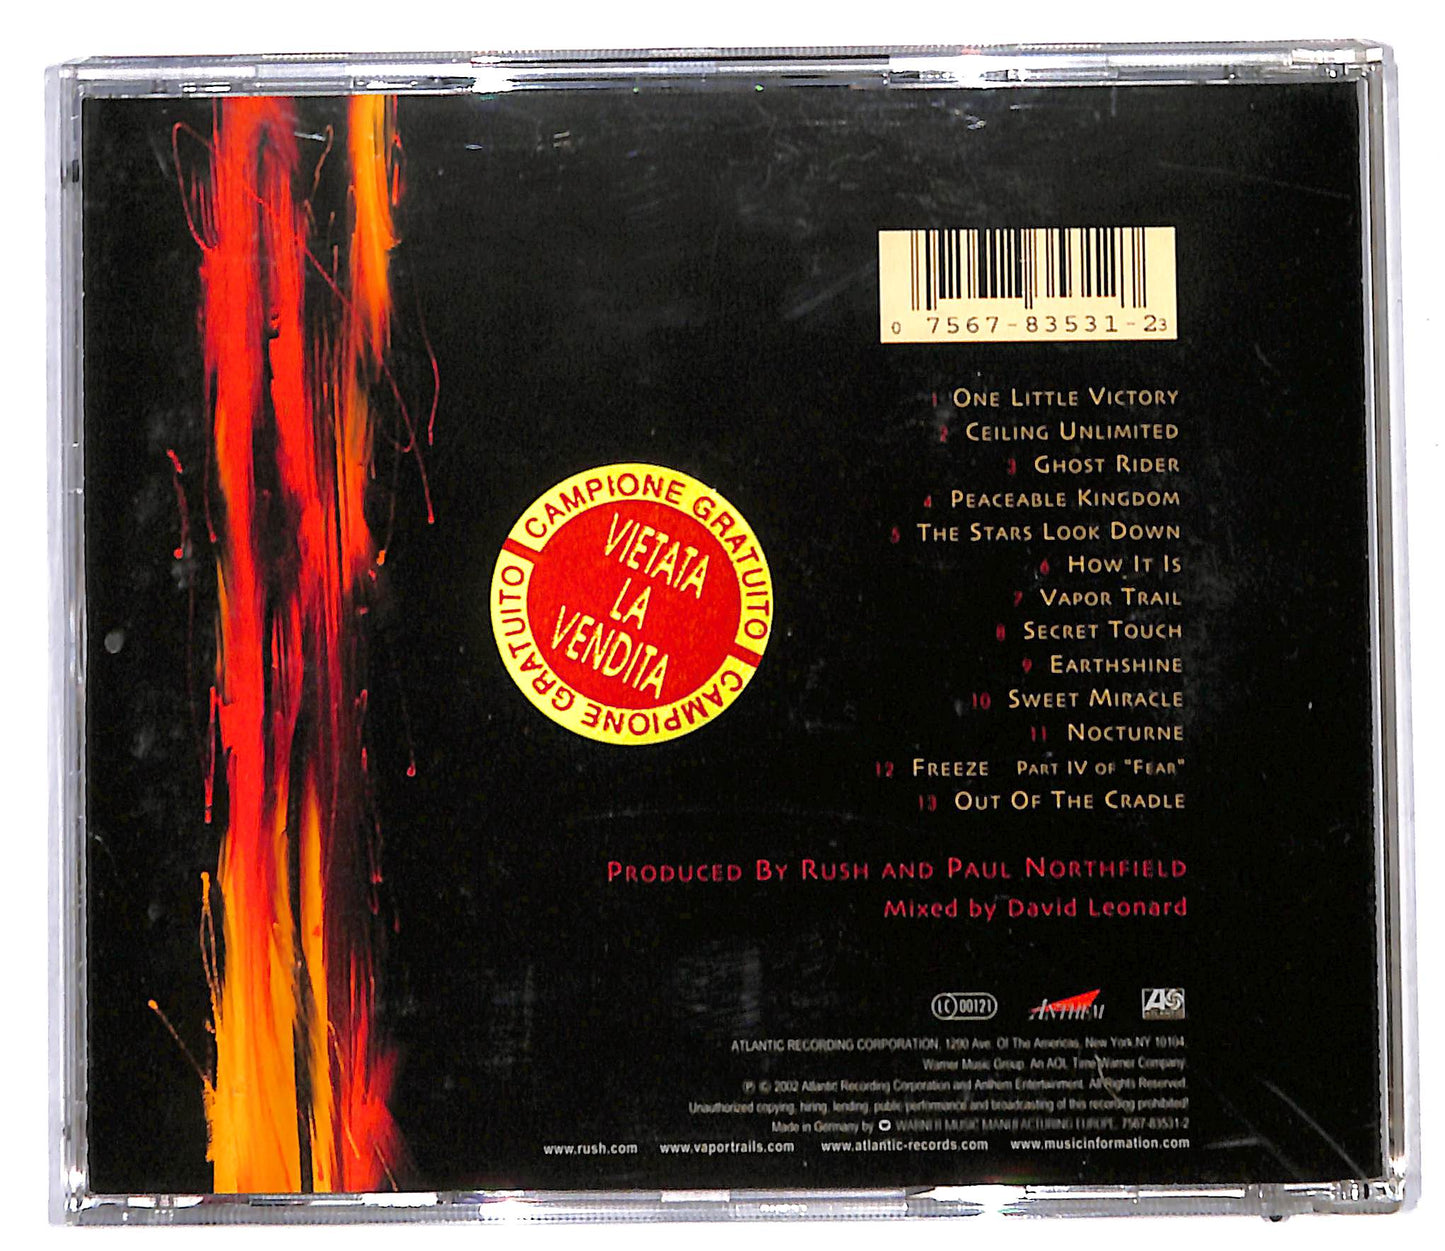 0 7567-83531-2 3
1 ONE LITTLE VICTORY
2 CEILING UNLIMITED
3 GHOST RIDER
4 PEACEABLE KINGDOM
5 THE STARS LOOK DOWN
6 HOW IT IS
7 VAPOR TRAIL
8 SECRET TOUCH
9 EARTHSHINE
10 SWEET MIRACLE
11 NOCTURNE
12 FREEZE PART IV OF "FEAR"
13 OUT OF THE CRADLE
CAMPIONE GRATUITO
CAMPIONE GRATUITO
VIETATA
LA
VENDITA
PRODUCED BY RUSH AND PAUL NORTHFIELD
Mixed by David Leonard
LC 00121
ANTHEM
ATLANTIC
ATLANTIC RECORDING CORPORATION, 1290 Ave. Of The Americas, New York NY 10104
Warner Music Group. An AOL Time Warner Company.
℗ © 2002 Atlantic Recording Corporation and Anthem Entertainment. All Rights Reserved.
Unauthorized copying, hiring, lending, public performance and broadcasting of this recording prohibited!
Made in Germany by WARNER MUSIC MANUFACTURING EUROPE. 7567-83531-2
www.rush.com www.vaportrails.com www.atlantic-records.com www.musicinformation.com